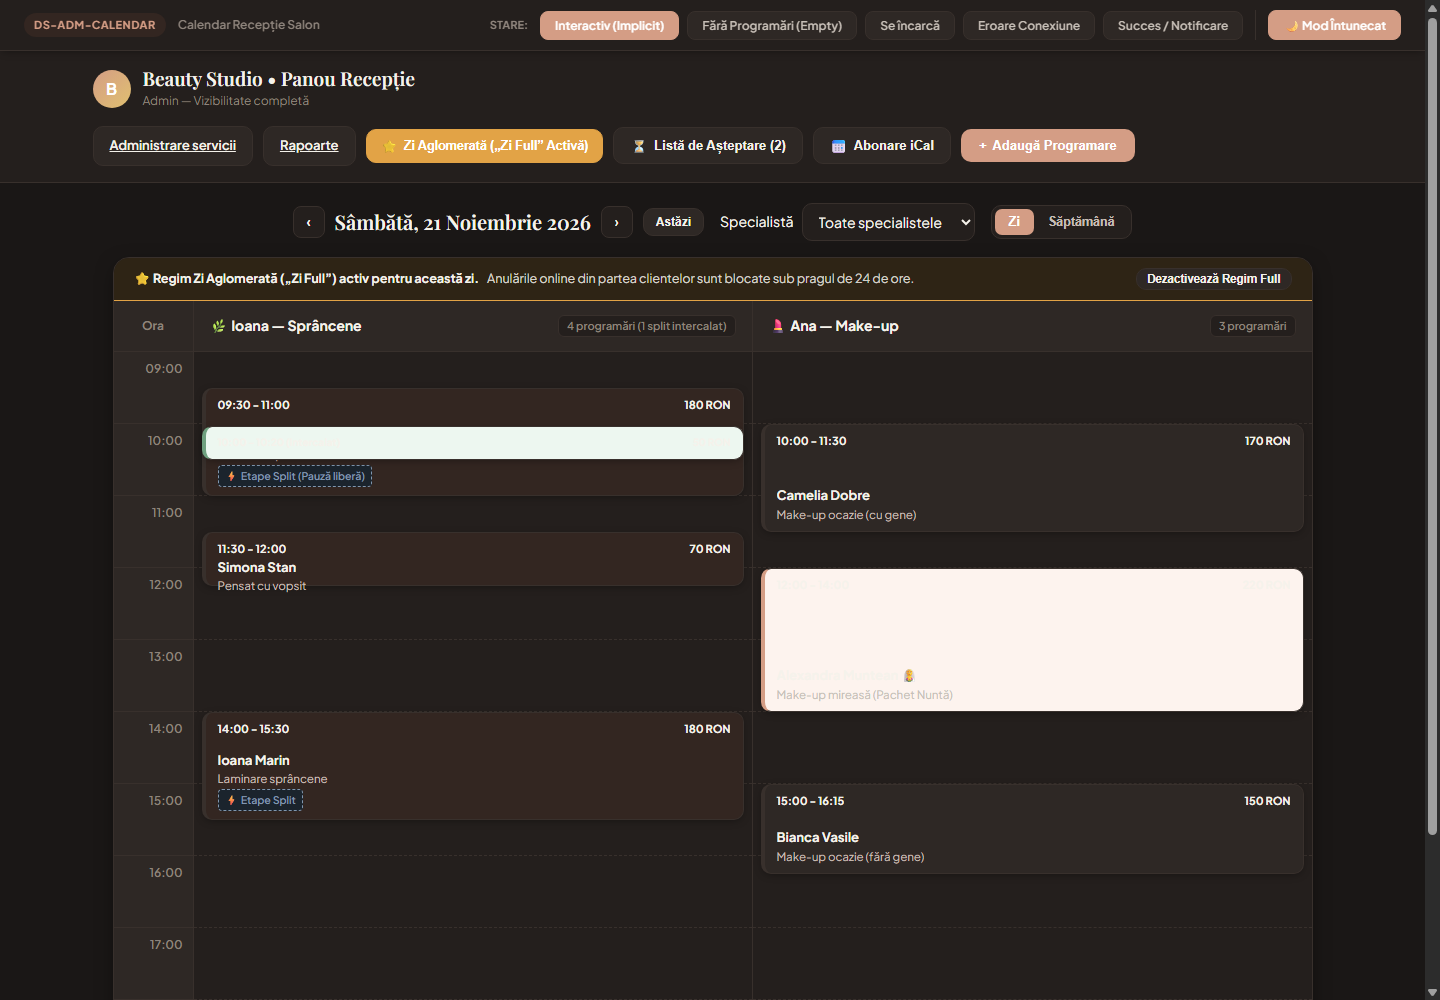 DS-ADM-CALENDAR
Calendar Recepție Salon
STARE:
Interactiv (Implicit)
Fără Programări (Empty)
Se încarcă
Eroare Conexiune
Succes / Notificare
Mod Întunecat
B
Beauty Studio • Panou Recepție
Admin — Vizibilitate completă
Administrare servicii
Rapoarte
Zi Aglomerată („Zi Full” Activă)
Listă de Așteptare (2)
Abonare iCal
+ Adaugă Programare
‹
Sâmbătă, 21 Noiembrie 2026
›
Astăzi
Specialistă
Toate specialistele
Zi
Săptămână
Regim Zi Aglomerată („Zi Full”) activ pentru această zi. Anulările online din partea clientelor sunt blocate sub pragul de 24 de ore.
Dezactivează Regim Full
Ora
Ioana — Sprâncene
4 programări (1 split intercalat)
Ana — Make-up
3 programări
09:00
09:30 - 11:00
180 RON
10:00
Etape Split (Pauză liberă)
10:00 - 11:30
170 RON
Camelia Dobre
Make-up ocazie (cu gene)
11:00
11:30 - 12:00
70 RON
Simona Stan
Pensat cu vopsit
12:00
Make-up mireasă (Pachet Nuntă)
13:00
14:00
14:00 - 15:30
180 RON
Ioana Marin
Laminare sprâncene
Etape Split
15:00
15:00 - 16:15
150 RON
Bianca Vasile
Make-up ocazie (fără gene)
16:00
17:00